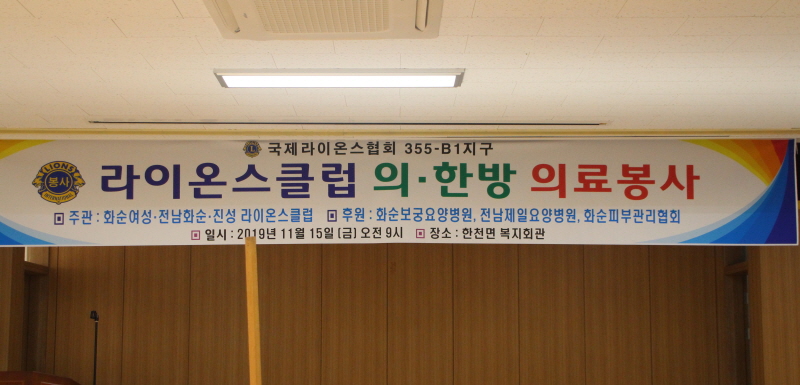 국제라이온스협회 355-B1지구
LIONS 봉사 INTERNATIONAL
라이온스클럽 의·한방 의료봉사
주관 : 화순여성·전남화순·진성 라이온스클럽 후원 : 화순보궁요양병원, 전남제일요양병원, 화순피부관리협회
일시 : 2019년 11월 15일(금) 오전 9시 장소 : 한천면 복지회관